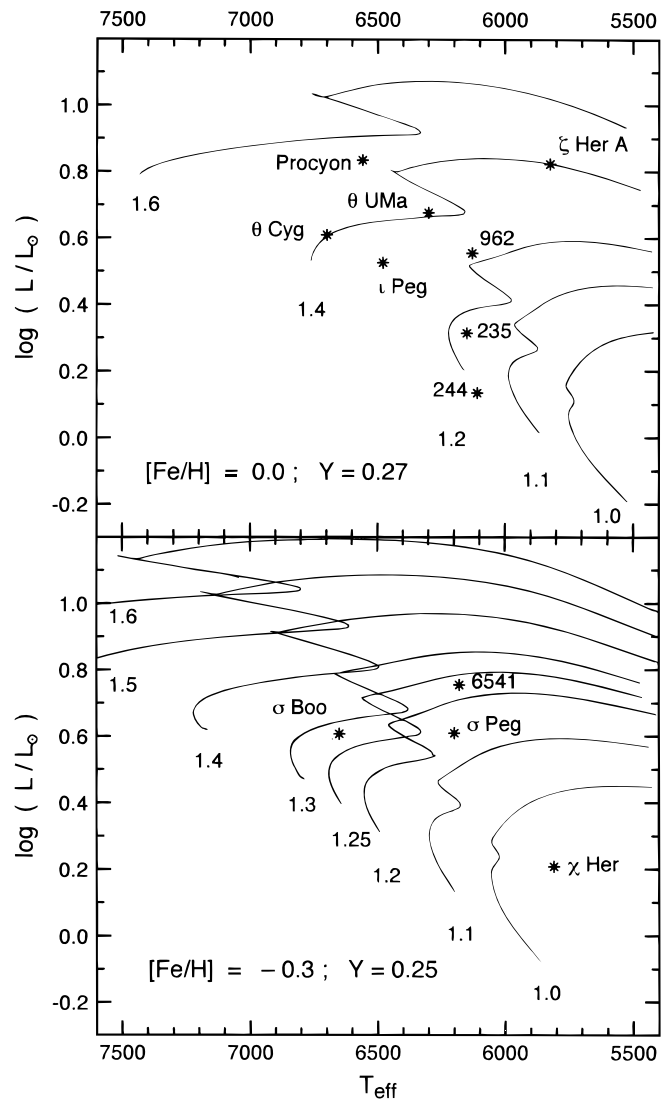 7500 7000 6500 6000 5500
1.0
ζ Her A
Procyon *
0.8
1.6
θ UMa *
θ Cyg *
962
0.6
ι Peg
1.4
0.4
* 235
0.2
244 *
1.2
0.0
[Fe/H] = 0.0 ; Y = 0.27
1.1
-0.2
1.0
log ( L / L☉ )
1.0
1.6
1.5
0.8
* 6541
σ Boo
σ Peg
0.6
1.4
1.3
0.4
1.25
1.2
0.2
* χ Her
1.1
0.0
[Fe/H] = – 0.3 ; Y = 0.25
1.0
-0.2
log ( L / L☉ )
7500 7000 6500 6000 5500
Teff